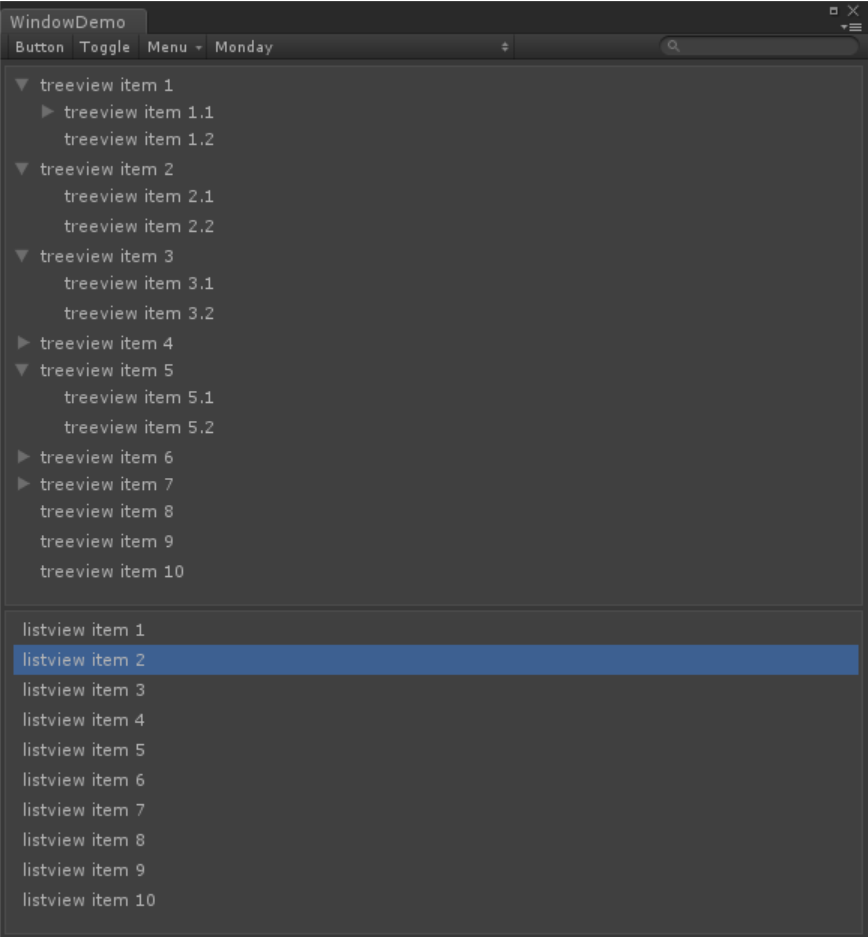 WindowDemo
Button Toggle Menu Monday
treeview item 1
treeview item 1.1
treeview item 1.2
treeview item 2
treeview item 2.1
treeview item 2.2
treeview item 3
treeview item 3.1
treeview item 3.2
treeview item 4
treeview item 5
treeview item 5.1
treeview item 5.2
treeview item 6
treeview item 7
treeview item 8
treeview item 9
treeview item 10
listview item 1
listview item 2
listview item 3
listview item 4
listview item 5
listview item 6
listview item 7
listview item 8
listview item 9
listview item 10